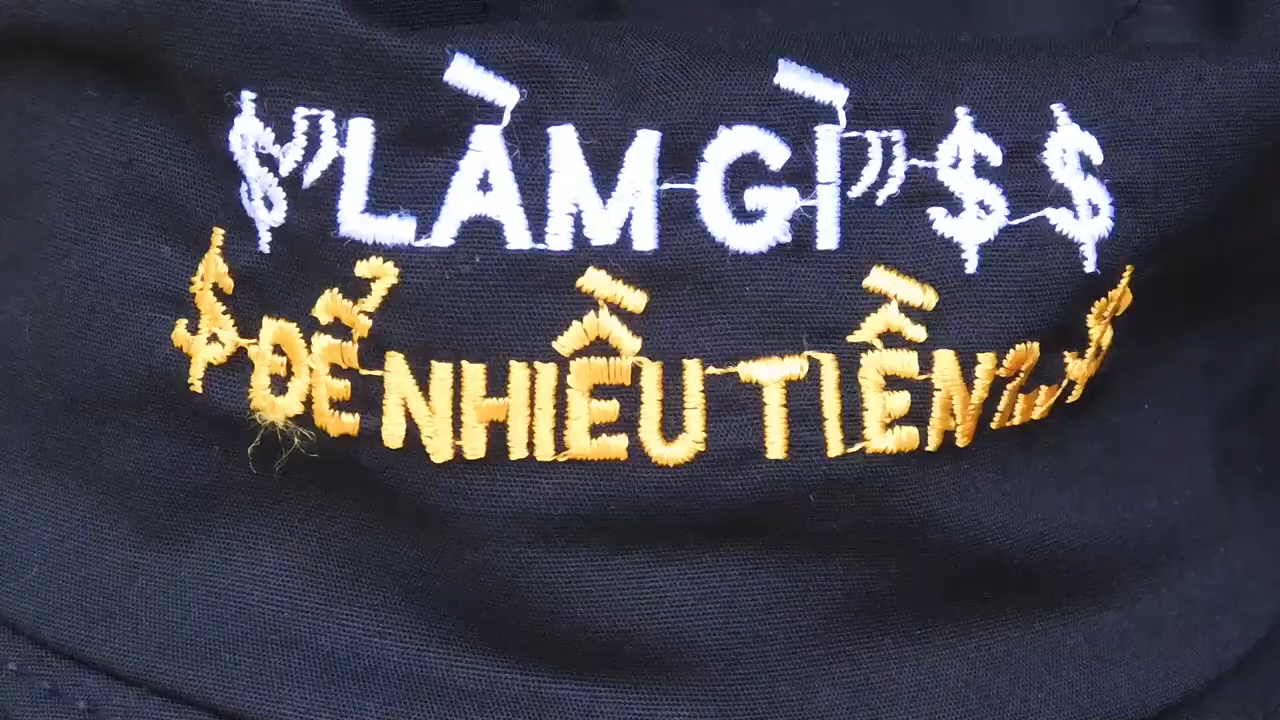 $"LÀM GÌ" $ $
$ ĐỂ NHIỀU TIỀN ? $